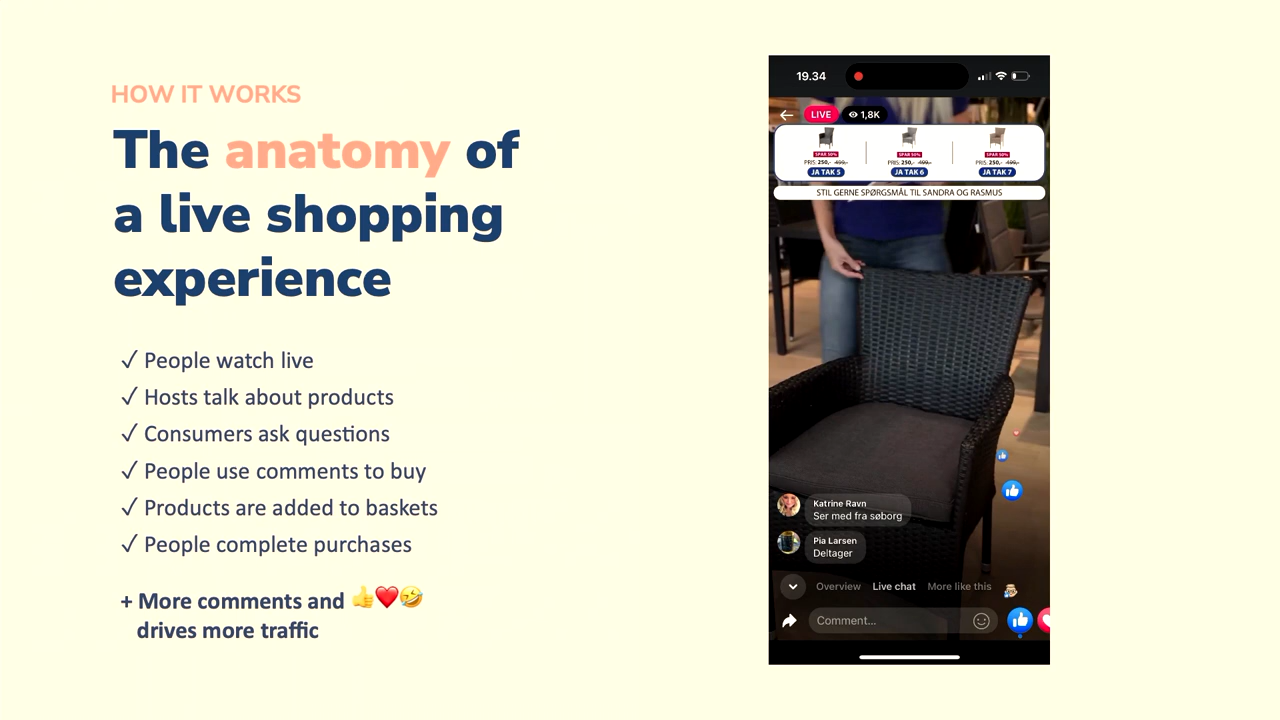 HOW IT WORKS
The anatomy of
a live shopping
experience
✓ People watch live
✓ Hosts talk about products
✓ Consumers ask questions
✓ People use comments to buy
✓ Products are added to baskets
✓ People complete purchases
+ More comments and 👍❤️🤣
drives more traffic
19.34
LIVE 1,8K
SPAR 50% SPAR 50% SPAR 50%
PRIS 250,- 499,- PRIS 250,- 499,- PRIS 250,- 499,-
JA TAK 5 JA TAK 6 JA TAK 7
STIL GERNE SPØRGSMÅL TIL SANDRA OG RASMUS
Katrine Ravn
Ser med fra søborg
Pia Larsen
Deltager
Overview Live chat More like this
Comment...